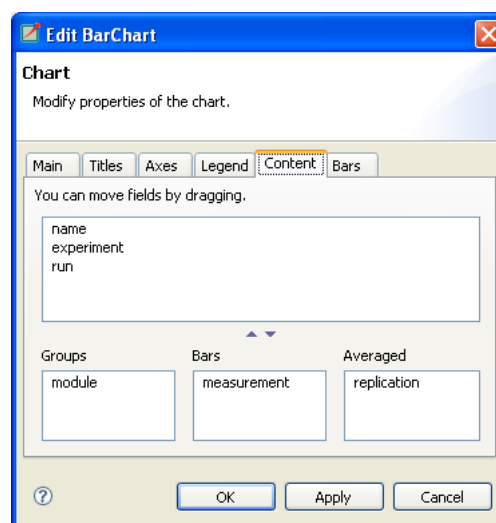 Edit BarChart
Chart
Modify properties of the chart.
Main Titles Axes Legend Content Bars
You can move fields by dragging.
name
experiment
run
Groups Bars Averaged
module measurement replication
? OK Apply Cancel